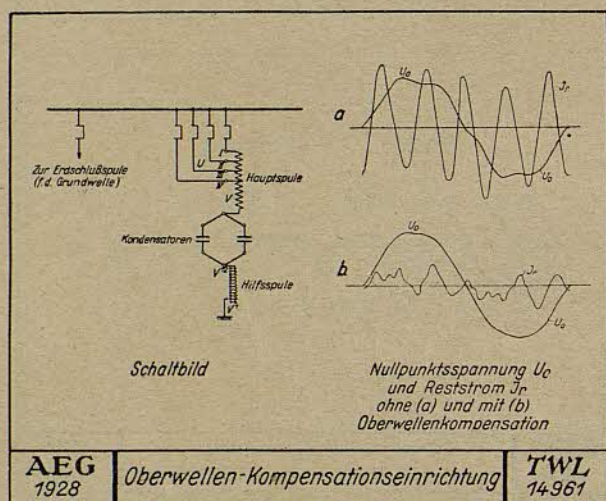 Zur Erdschlußspule
(f.d. Grundwelle)
U
V
Hauptspule
Kondensatoren
V
Hilfsspule
V
Schaltbild
a
U₀
Jᵣ
U₀
b
U₀
Jᵣ
U₀
Nullpunktsspannung U₀
und Reststrom Jᵣ
ohne (a) und mit (b)
Oberwellenkompensation
AEG
1928
Oberwellen-Kompensationseinrichtung
TWL
14961